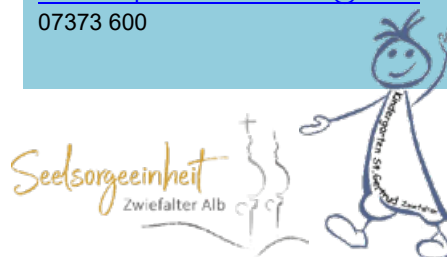 07373 600
Seelsorgeeinheit
Zwiefalter Alb
Kindergarten St. Gertrud Zwiefalten